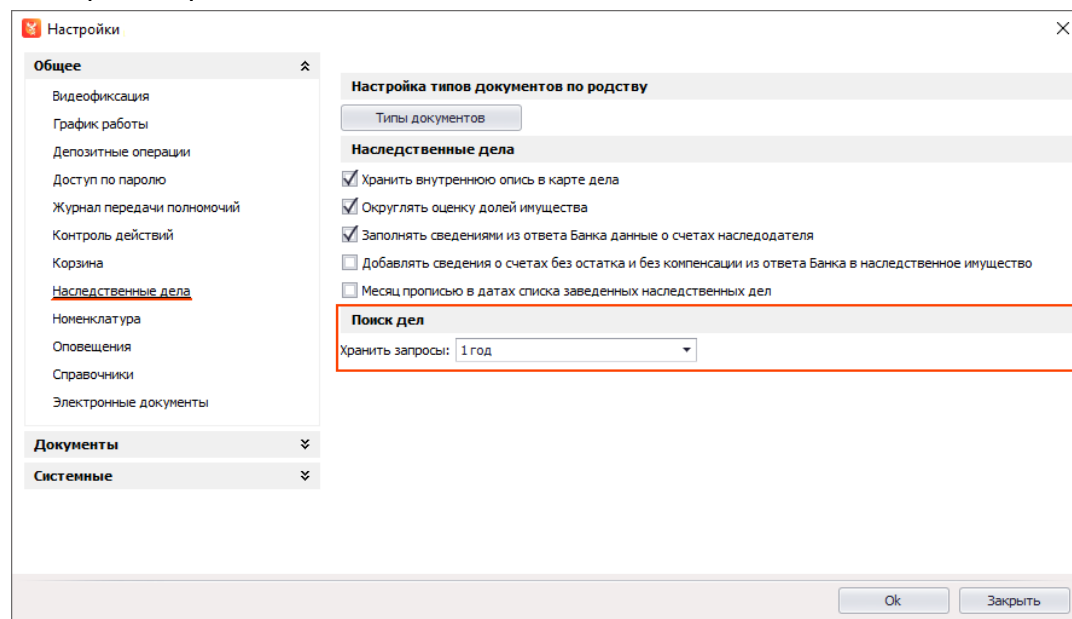 Настройки
Общее
Видеофиксация
График работы
Депозитные операции
Доступ по паролю
Журнал передачи полномочий
Контроль действий
Корзина
Наследственные дела
Номенклатура
Оповещения
Справочники
Электронные документы
Документы
Системные
Настройка типов документов по родству
Типы документов
Наследственные дела
Хранить внутреннюю опись в карте дела
Округлять оценку долей имущества
Заполнять сведениями из ответа Банка данные о счетах наследодателя
Добавлять сведения о счетах без остатка и без компенсации из ответа Банка в наследственное имущество
Месяц прописью в датах списка заведенных наследственных дел
Поиск дел
Хранить запросы: 1 год
Ok Закрыть